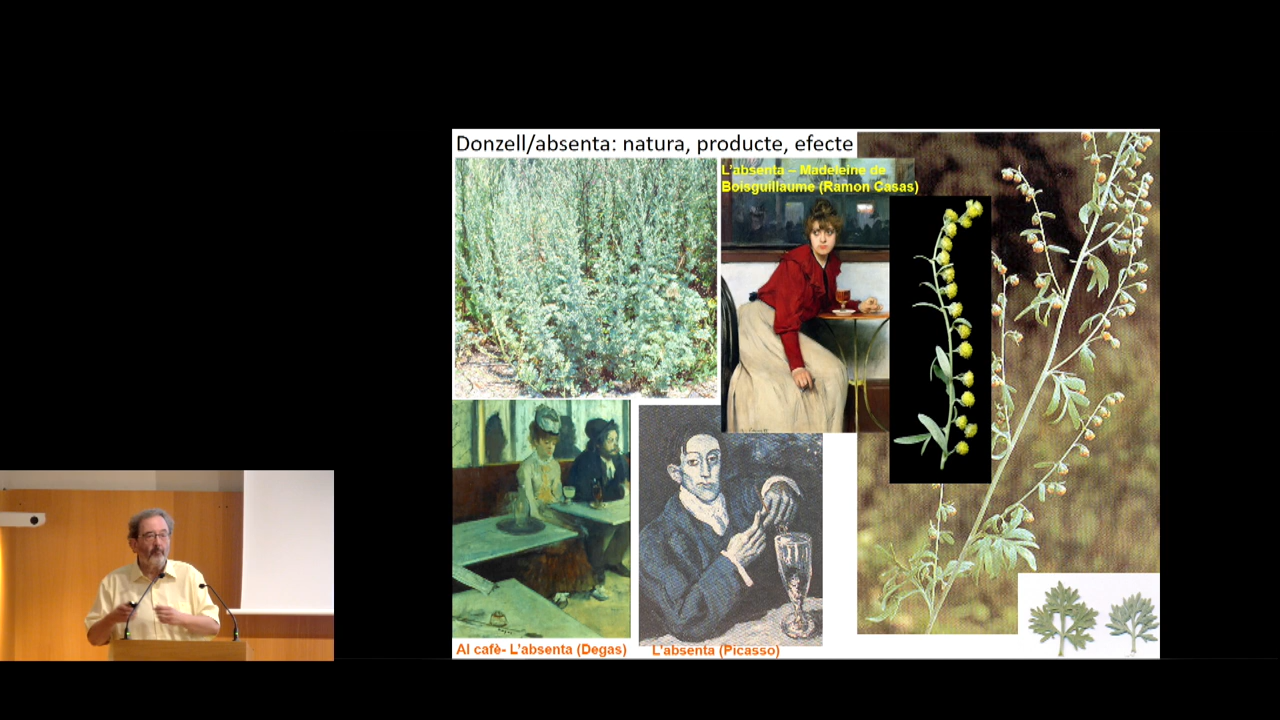 Donzell/absenta: natura, producte, efecte
L'absenta – Madeleine de
Boisguillaume (Ramon Casas)
Al cafè- L'absenta (Degas)
L'absenta (Picasso)